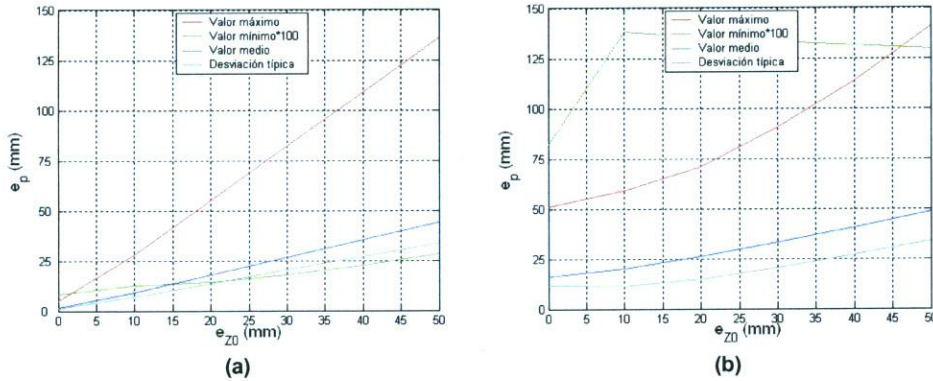 Valor máximo
Valor mínimo*100
Valor medio
Desviación típica
150
125
100
75
50
25
0
e_p (mm)
0 5 10 15 20 25 30 35 40 45 50
e_Z0 (mm)
(a)
Valor máximo
Valor mínimo*100
Valor medio
Desviación típica
150
125
100
75
50
25
0
e_p (mm)
0 5 10 15 20 25 30 35 40 45 50
e_Z0 (mm)
(b)